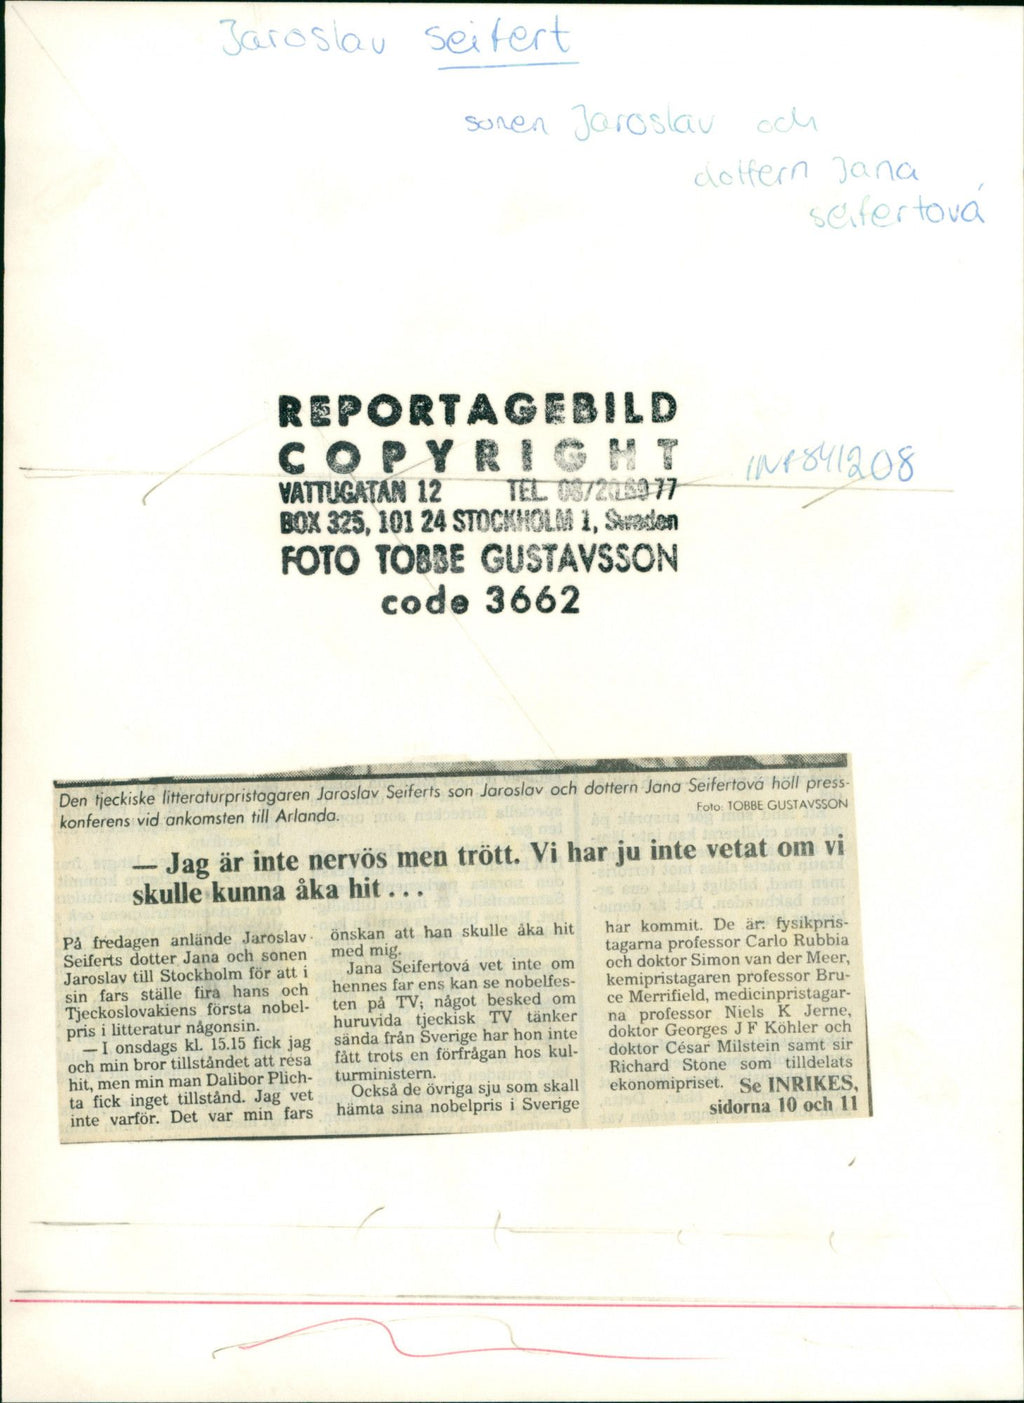 Jaroslav Seifert
sonen Jaroslav och
dottern Jana
Seifertová
REPORTAGEBILD
COPYRIGHT
VATTUGATAN 12 TEL. 08/20 69 77
BOX 325, 101 24 STOCKHOLM 1, Sweden
FOTO TOBBE GUSTAVSSON
code 3662
841208
Den tjeckiske litteraturpristagaren Jaroslav Seiferts son Jaroslav och dottern Jana Seifertová höll press-
konferens vid ankomsten till Arlanda.
Foto: TOBBE GUSTAVSSON
— Jag är inte nervös men trött. Vi har ju inte vetat om vi
skulle kunna åka hit . . .
På fredagen anlände Jaroslav
Seiferts dotter Jana och sonen
Jaroslav till Stockholm för att i
sin fars ställe fira hans och
Tjeckoslovakiens första nobel-
pris i litteratur någonsin.
— I onsdags kl. 15.15 fick jag
och min bror tillståndet att resa
hit, men min man Dalibor Plich-
ta fick inget tillstånd. Jag vet
inte varför. Det var min fars
önskan att han skulle åka hit
med mig.
Jana Seifertová vet inte om
hennes far ens kan se nobelfes-
ten på TV; något besked om
huruvida tjeckisk TV tänker
sända från Sverige har hon inte
fått trots en förfrågan hos kul-
turministern.
Också de övriga sju som skall
hämta sina nobelpris i Sverige
har kommit. De är: fysikpris-
tagarna professor Carlo Rubbia
och doktor Simon van der Meer,
kemipristagaren professor Bru-
ce Merrifield, medicinpristagar-
na professor Niels K Jerne,
doktor Georges J F Köhler och
doktor César Milstein samt sir
Richard Stone som tilldelats
ekonomipriset. Se INRIKES,
sidorna 10 och 11